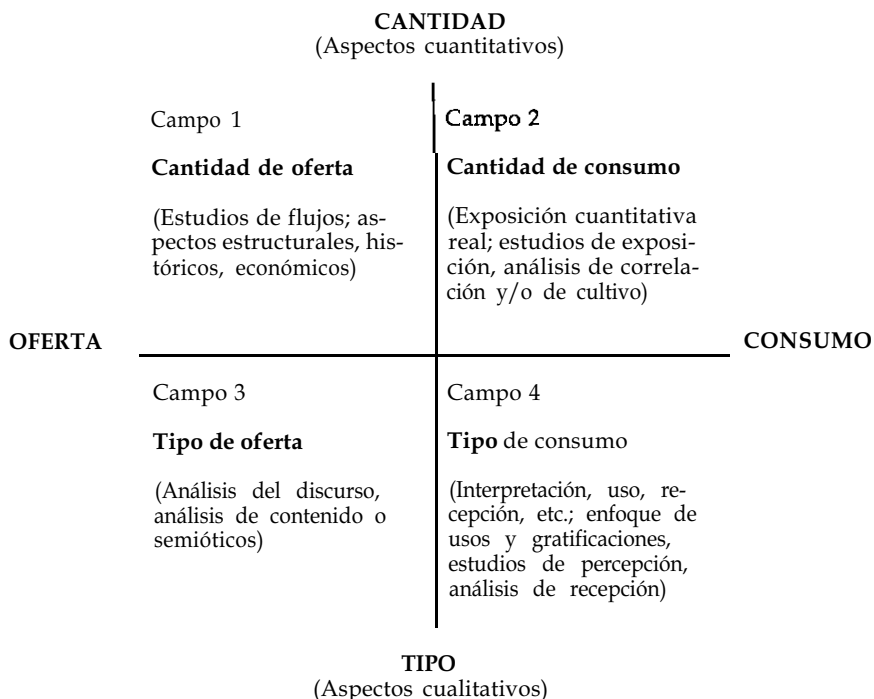 CANTIDAD
(Aspectos cuantitativos)
Campo 1
Cantidad de oferta
(Estudios de flujos; as-
pectos estructurales, his-
tóricos, económicos)
Campo 2
Cantidad de consumo
(Exposición cuantitativa
real; estudios de exposi-
ción, análisis de correla-
ción y/o de cultivo)
OFERTA
CONSUMO
Campo 3
Tipo de oferta
(Análisis del discurso,
análisis de contenido o
semióticos)
Campo 4
Tipo de consumo
(Interpretación, uso, re-
cepción, etc.; enfoque de
usos y gratificaciones,
estudios de percepción,
análisis de recepción)
TIPO
(Aspectos cualitativos)